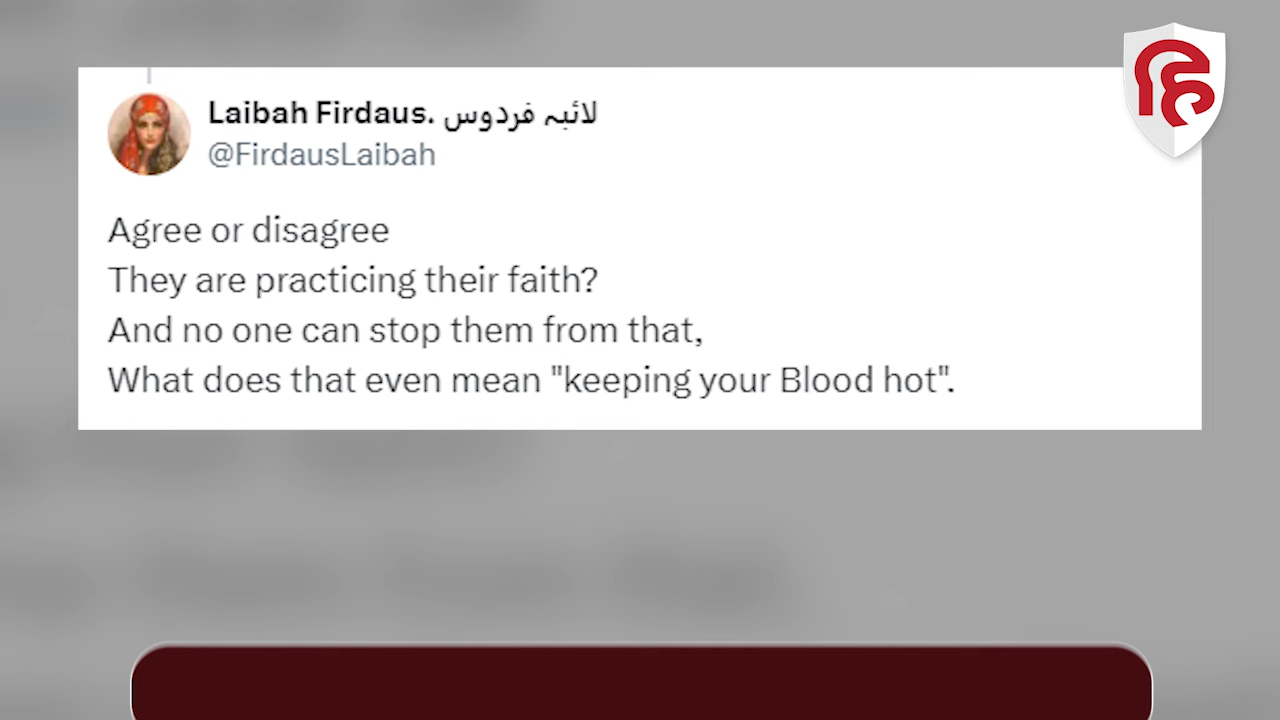 Laibah Firdaus. لائبہ فردوس
@FirdausLaibah
Agree or disagree
They are practicing their faith?
And no one can stop them from that,
What does that even mean "keeping your Blood hot".